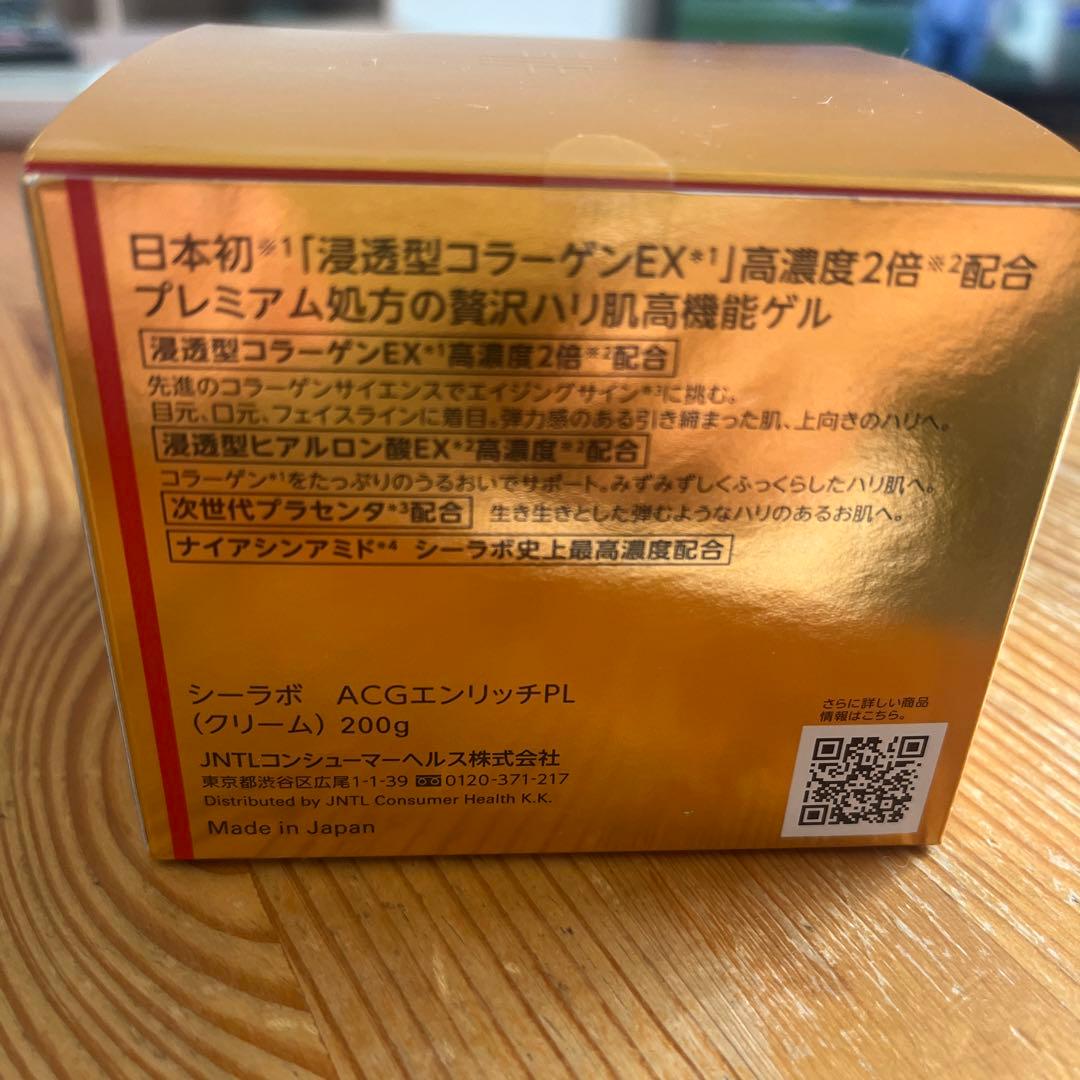 日本初※1「浸透型コラーゲンEX*1」高濃度2倍※2配合
プレミアム処方の贅沢ハリ肌高機能ゲル
浸透型コラーゲンEX*1高濃度2倍※2配合
先進のコラーゲンサイエンスでエイジングサイン*3に挑む。
目元、口元、フェイスラインに着目。弾力感のある引き締まった肌、上向きのハリへ。
浸透型ヒアルロン酸EX*2高濃度※2配合
コラーゲン*1をたっぷりのうるおいでサポート。みずみずしくふっくらしたハリ肌へ。
次世代プラセンタ*3配合 生き生きとした弾むようなハリのあるお肌へ。
ナイアシンアミド*4 シーラボ史上最高濃度配合
シーラボ ACGエンリッチPL
(クリーム) 200g
JNTLコンシューマーヘルス株式会社
東京都渋谷区広尾1-1-39 0120-371-217
Distributed by JNTL Consumer Health K.K.
Made in Japan
さらに詳しい商品
情報はこちら。